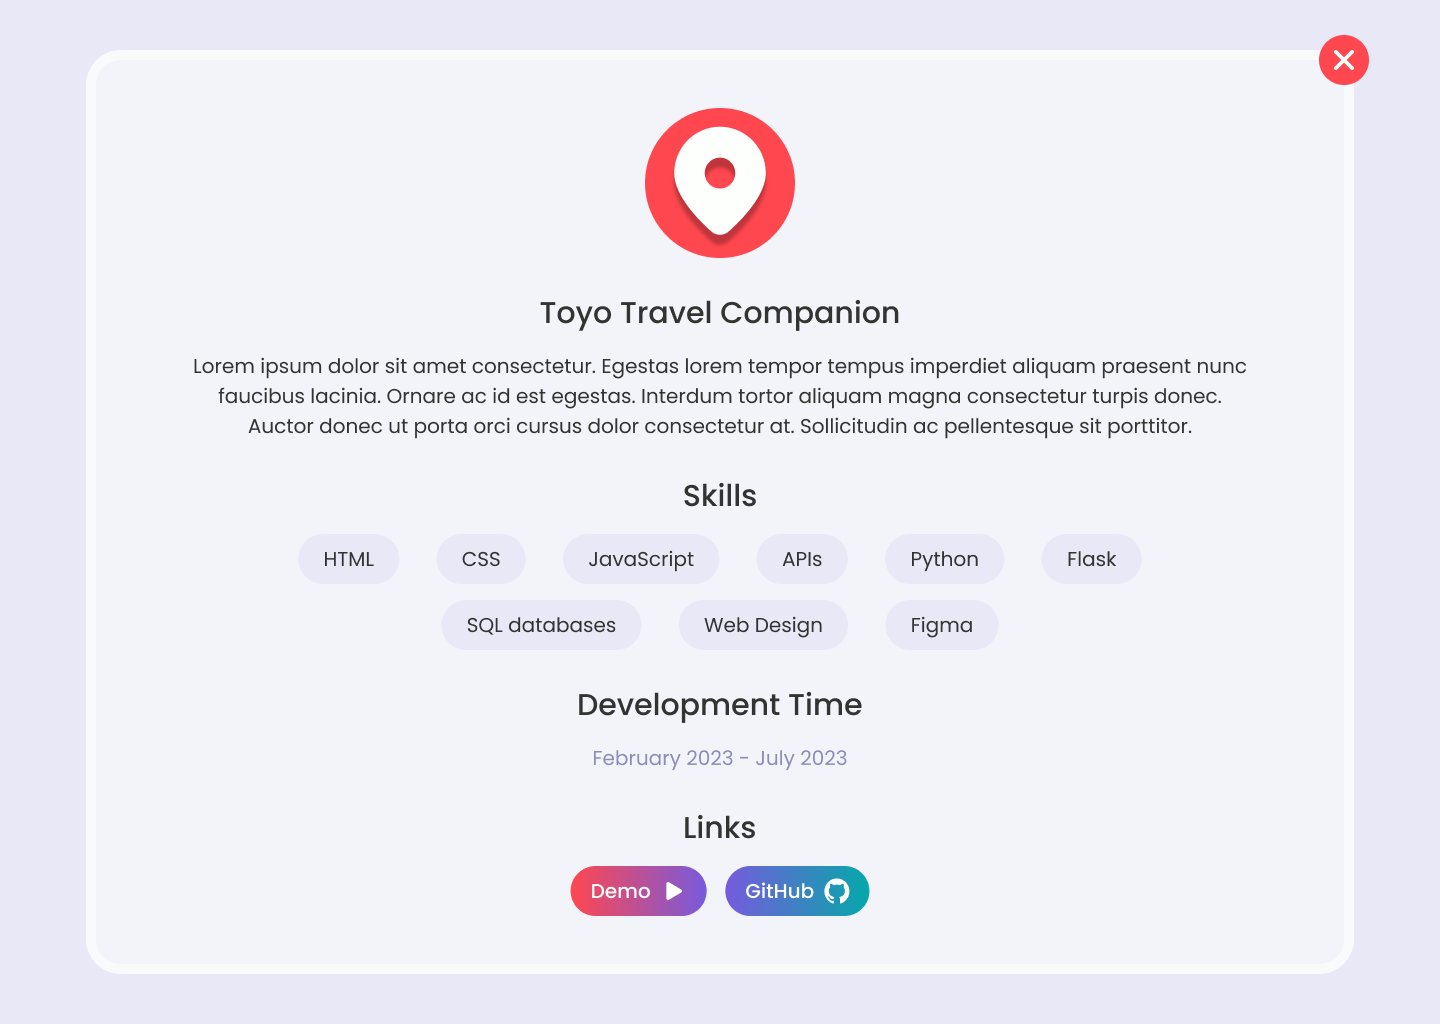 Toyo Travel Companion
Lorem ipsum dolor sit amet consectetur. Egestas lorem tempor tempus imperdiet aliquam praesent nunc
faucibus lacinia. Ornare ac id est egestas. Interdum tortor aliquam magna consectetur turpis donec.
Auctor donec ut porta orci cursus dolor consectetur at. Sollicitudin ac pellentesque sit porttitor.
Skills
HTML CSS JavaScript APIs Python Flask
SQL databases Web Design Figma
Development Time
February 2023 - July 2023
Links
Demo GitHub